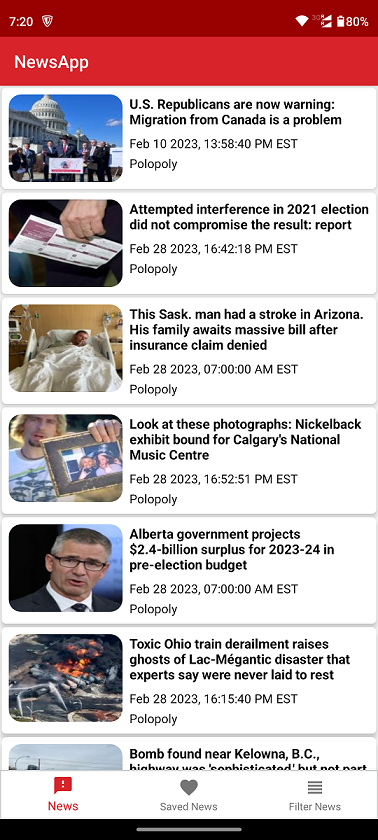 7:20
80%
NewsApp
U.S. Republicans are now warning:
Migration from Canada is a problem
Feb 10 2023, 13:58:40 PM EST
Polopoly
Attempted interference in 2021 election
did not compromise the result: report
Feb 28 2023, 16:42:18 PM EST
Polopoly
This Sask. man had a stroke in Arizona.
His family awaits massive bill after
insurance claim denied
Feb 28 2023, 07:00:00 AM EST
Polopoly
Look at these photographs: Nickelback
exhibit bound for Calgary's National
Music Centre
Feb 28 2023, 16:52:51 PM EST
Polopoly
Alberta government projects
$2.4-billion surplus for 2023-24 in
pre-election budget
Feb 28 2023, 07:00:00 AM EST
Polopoly
Toxic Ohio train derailment raises
ghosts of Lac-Mégantic disaster that
experts say were never laid to rest
Feb 28 2023, 16:15:40 PM EST
Polopoly
Bomb found near Kelowna, B.C.,
highway was 'sophisticated,' but not part
News
Saved News
Filter News